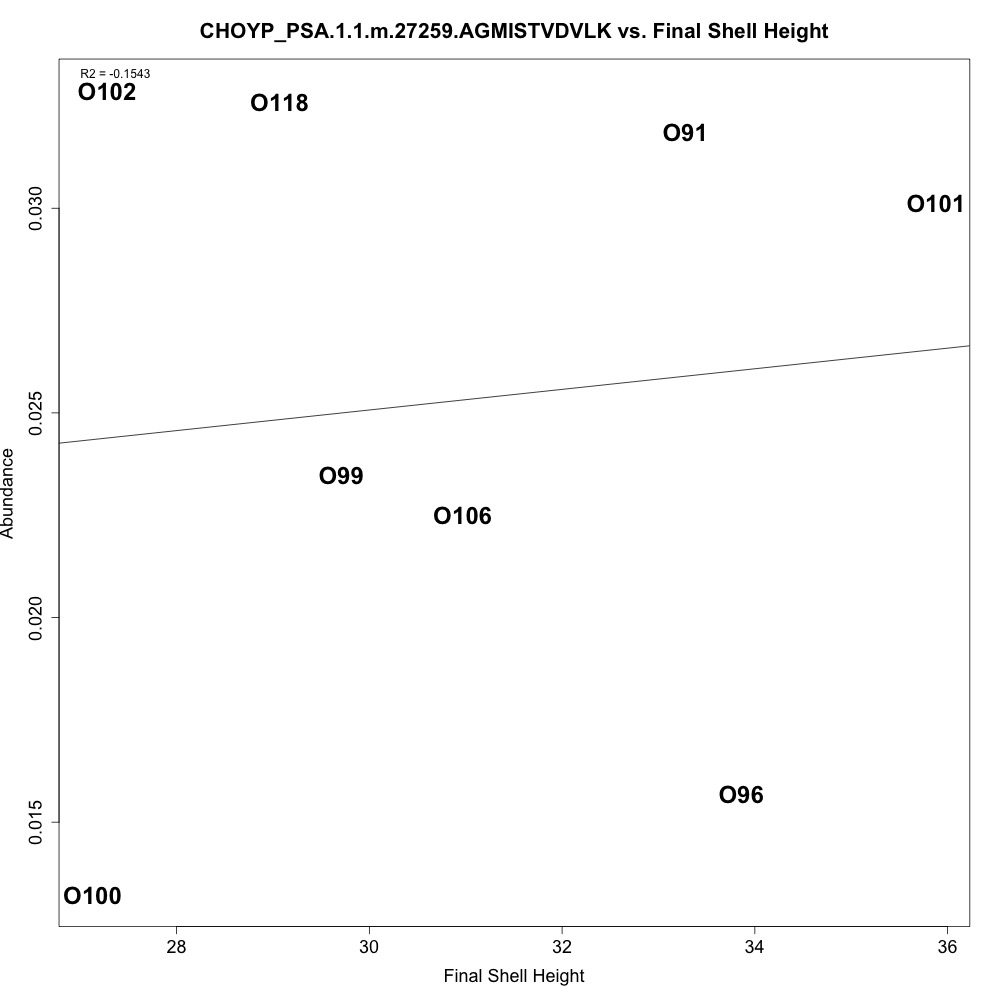 CHOYP_PSA.1.1.m.27259.AGMISTVDVLK vs. Final Shell Height
R2 = -0.1543
O102
O118
O91
O101
O99
O106
O96
O100
0.030
0.025
0.020
0.015
Abundance
28 30 32 34 36
Final Shell Height